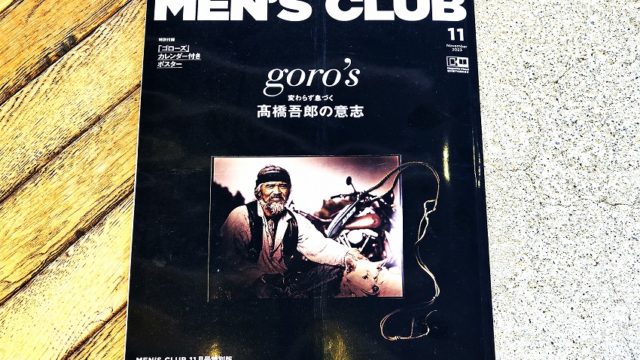 MEN'S CLUB
11
November
2023
特別付録
「ゴローズ」
カレンダー付き
ポスター
goro's
変わらず息づく
髙橋吾郎の意志
MEN'S CLUB 11月号特別版